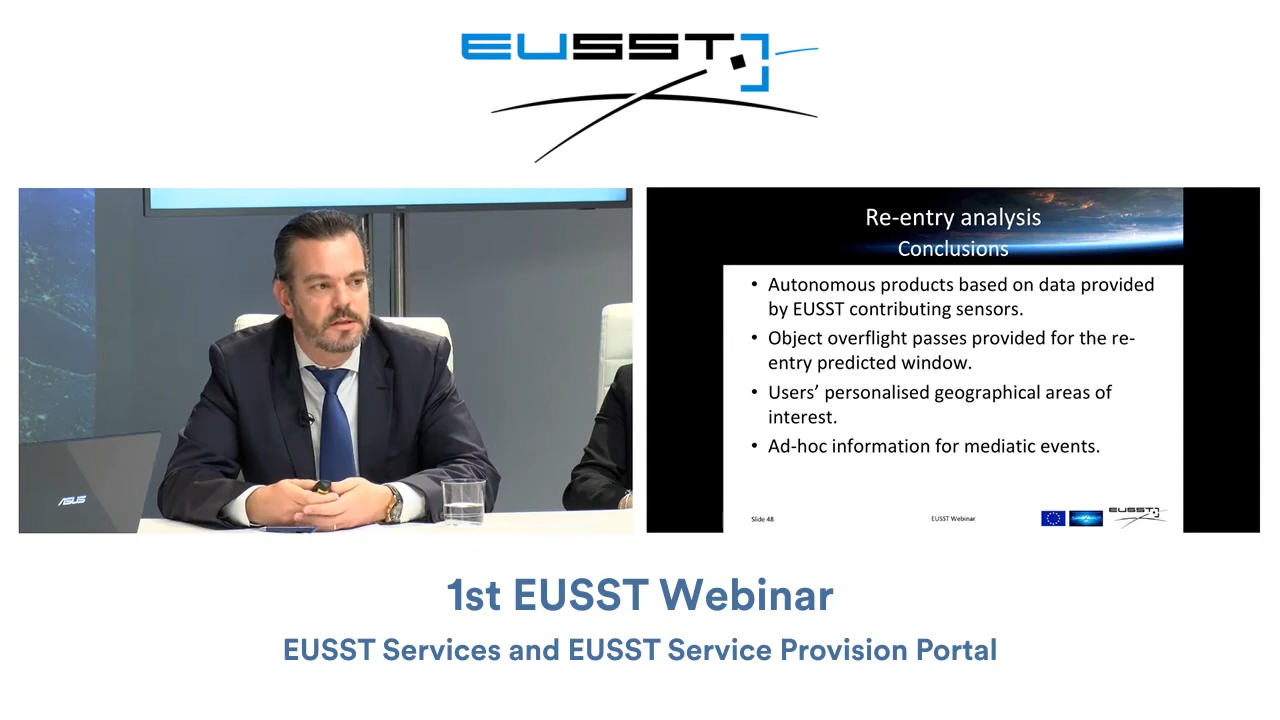 EUSST
Re-entry analysis
Conclusions
• Autonomous products based on data provided
by EUSST contributing sensors.
• Object overflight passes provided for the re-
entry predicted window.
• Users’ personalised geographical areas of
interest.
• Ad-hoc information for mediatic events.
Slide 48
EUSST Webinar
EUSST
ASUS
1st EUSST Webinar
EUSST Services and EUSST Service Provision Portal